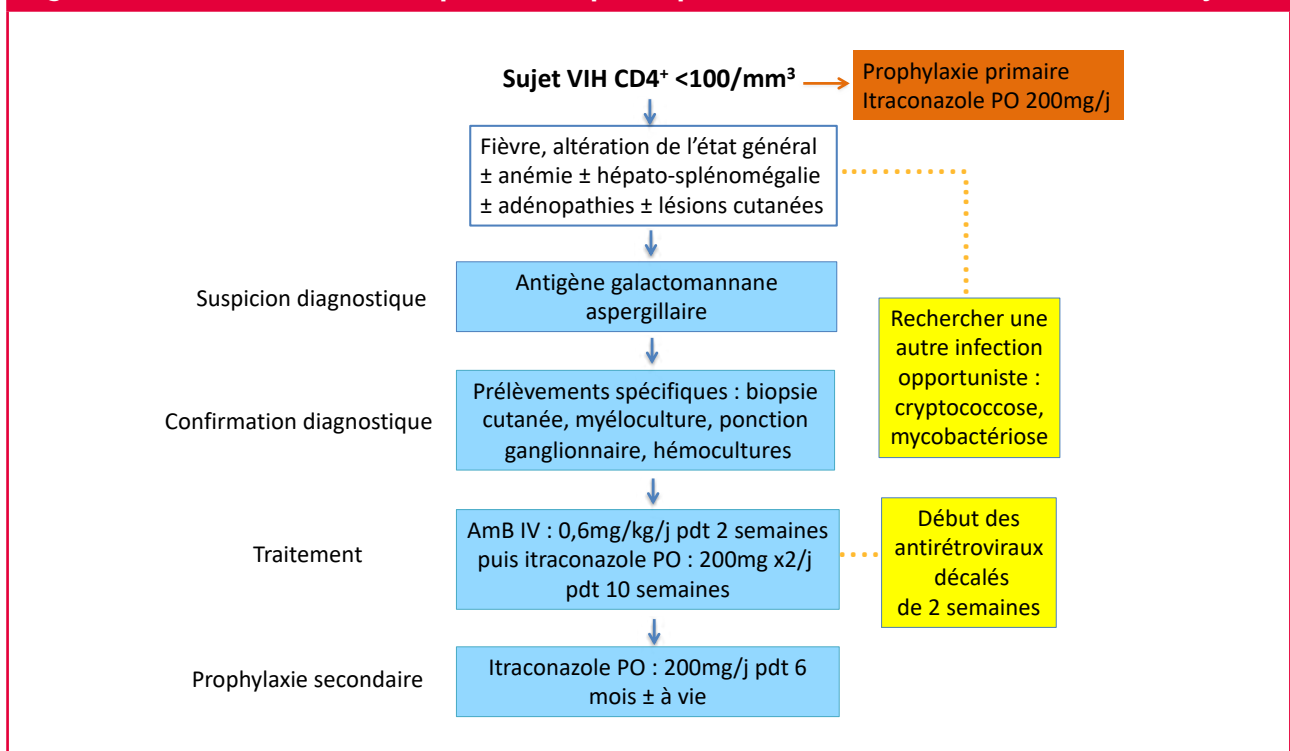 Sujet VIH CD4⁺ <100/mm³
Prophylaxie primaire
Itraconazole PO 200mg/j
Fièvre, altération de l’état général
± anémie ± hépato-splénomégalie
± adénopathies ± lésions cutanées
Suspicion diagnostique
Antigène galactomannane
aspergillaire
Rechercher une
autre infection
opportuniste :
cryptococcose,
mycobactériose
Confirmation diagnostique
Prélèvements spécifiques : biopsie
cutanée, myéloculture, ponction
ganglionnaire, hémocultures
Traitement
AmB IV : 0,6mg/kg/j pdt 2 semaines
puis itraconazole PO : 200mg x2/j
pdt 10 semaines
Début des
antirétroviraux
décalés
de 2 semaines
Prophylaxie secondaire
Itraconazole PO : 200mg/j pdt 6
mois ± à vie